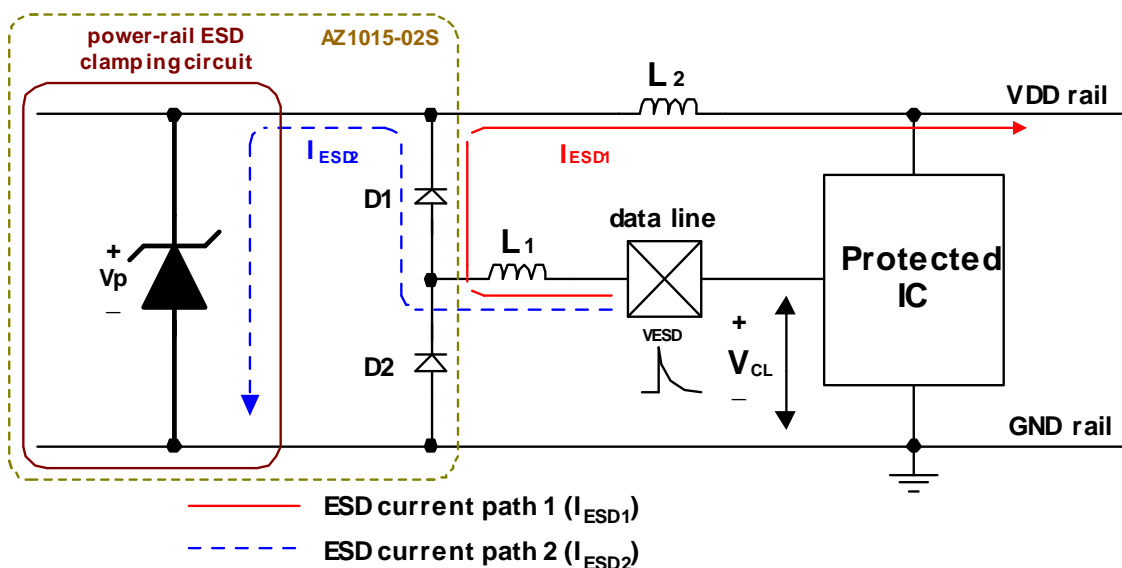 power-rail ESD
clamping circuit
AZ1015-02S
L2
VDD rail
IESD2
IESD1
D1
data line
L1
+
Vp
_
Protected
IC
VESD
+
VCL
_
D2
GND rail
ESD current path 1 (IESD1)
ESD current path 2 (IESD2)